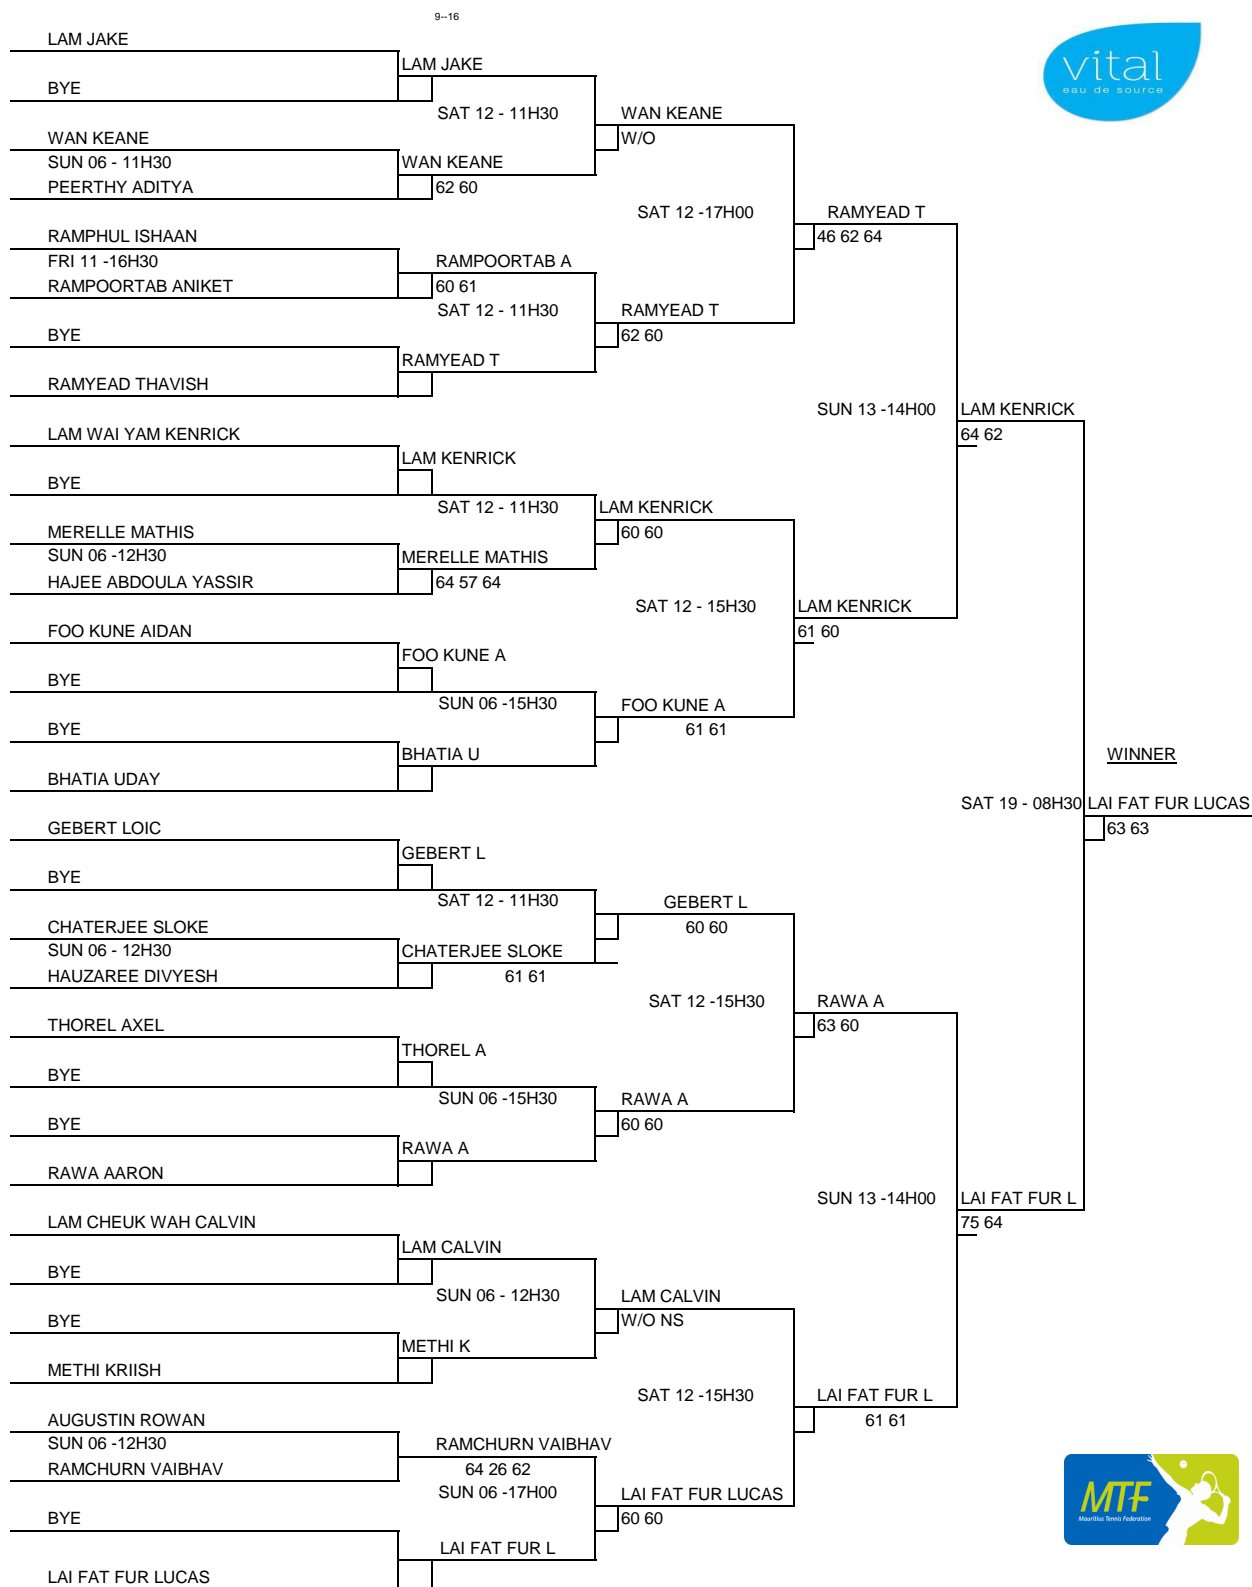 9--16
LAM JAKE
vital
eau de source
LAM JAKE
BYE
SAT 12 - 11H30
WAN KEANE
WAN KEANE
W/O
SUN 06 - 11H30
WAN KEANE
PEERTHY ADITYA
62 60
SAT 12 -17H00
RAMYEAD T
RAMPHUL ISHAAN
46 62 64
FRI 11 -16H30
RAMPOORTAB A
RAMPOORTAB ANIKET
60 61
SAT 12 - 11H30
RAMYEAD T
BYE
62 60
RAMYEAD T
RAMYEAD THAVISH
SUN 13 -14H00
LAM KENRICK
LAM WAI YAM KENRICK
64 62
LAM KENRICK
BYE
SAT 12 - 11H30
LAM KENRICK
MERELLE MATHIS
60 60
SUN 06 -12H30
MERELLE MATHIS
HAJEE ABDOULA YASSIR
64 57 64
SAT 12 - 15H30
LAM KENRICK
FOO KUNE AIDAN
61 60
FOO KUNE A
BYE
SUN 06 -15H30
FOO KUNE A
BYE
61 61
BHATIA U
WINNER
BHATIA UDAY
SAT 19 - 08H30
LAI FAT FUR LUCAS
GEBERT LOIC
63 63
GEBERT L
BYE
SAT 12 - 11H30
GEBERT L
CHATERJEE SLOKE
60 60
SUN 06 - 12H30
CHATERJEE SLOKE
HAUZAREE DIVYESH
61 61
SAT 12 -15H30
RAWA A
THOREL AXEL
63 60
THOREL A
BYE
SUN 06 -15H30
RAWA A
BYE
60 60
RAWA A
RAWA AARON
SUN 13 -14H00
LAI FAT FUR L
LAM CHEUK WAH CALVIN
75 64
LAM CALVIN
BYE
SUN 06 - 12H30
LAM CALVIN
BYE
W/O NS
METHI K
METHI KRIISH
SAT 12 -15H30
LAI FAT FUR L
AUGUSTIN ROWAN
61 61
SUN 06 -12H30
RAMCHURN VAIBHAV
RAMCHURN VAIBHAV
64 26 62
SUN 06 -17H00
LAI FAT FUR LUCAS
MTF
Mauritius Tennis Federation
BYE
60 60
LAI FAT FUR L
LAI FAT FUR LUCAS